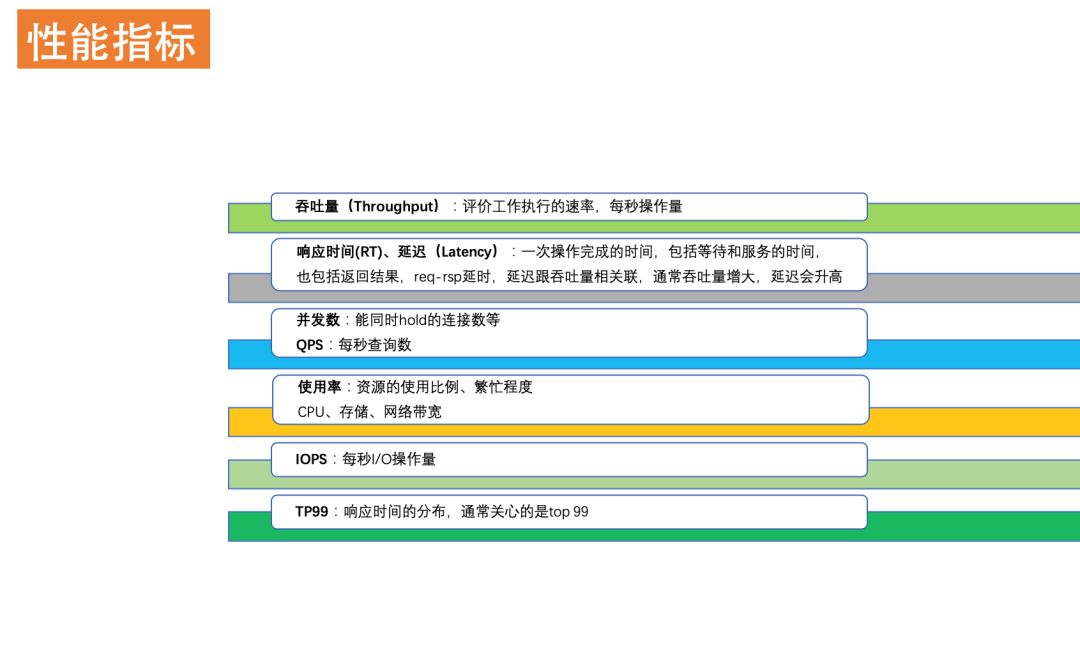 性能指标
吞吐量（Throughput）：评价工作执行的速率，每秒操作量
响应时间(RT)、延迟（Latency）：一次操作完成的时间，包括等待和服务的时间，
也包括返回结果，req-rsp延时，延迟跟吞吐量相关联，通常吞吐量增大，延迟会升高
并发数：能同时hold的连接数等
QPS：每秒查询数
使用率：资源的使用比例、繁忙程度
CPU、存储、网络带宽
IOPS：每秒I/O操作量
TP99：响应时间的分布，通常关心的是top 99